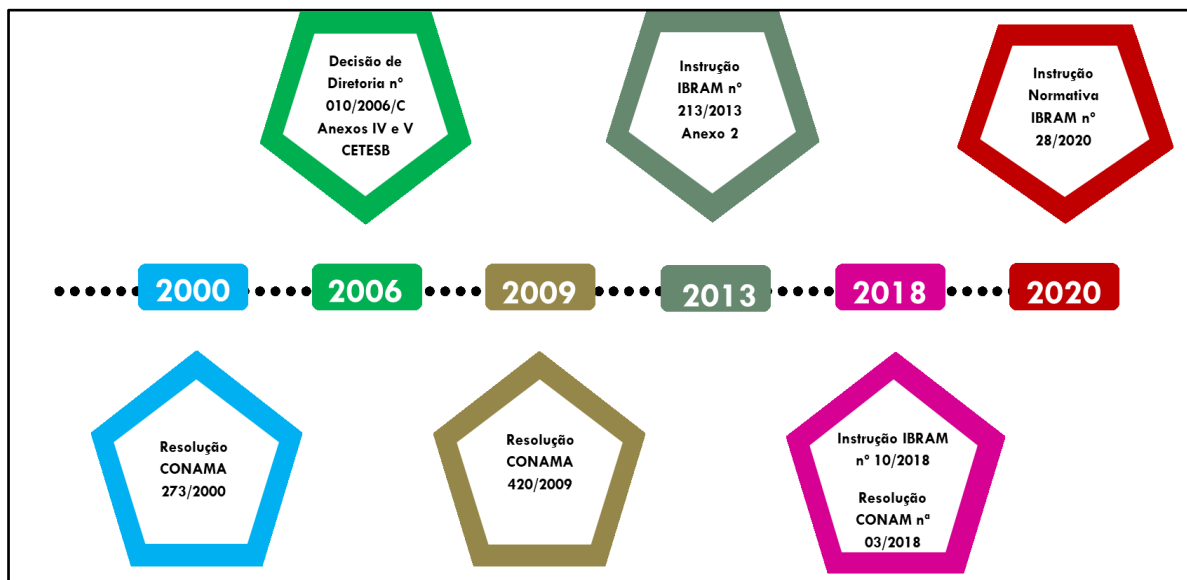 Decisão de
Diretoria nº
010/2006/C
Anexos IV e V
CETESB
Instrução
IBRAM nº
213/2013
Anexo 2
Instrução
Normativa
IBRAM nº
28/2020
2000
2006
2009
2013
2018
2020
Resolução
CONAMA
273/2000
Resolução
CONAMA
420/2009
Instrução IBRAM
nº 10/2018
Resolução
CONAM nª
03/2018